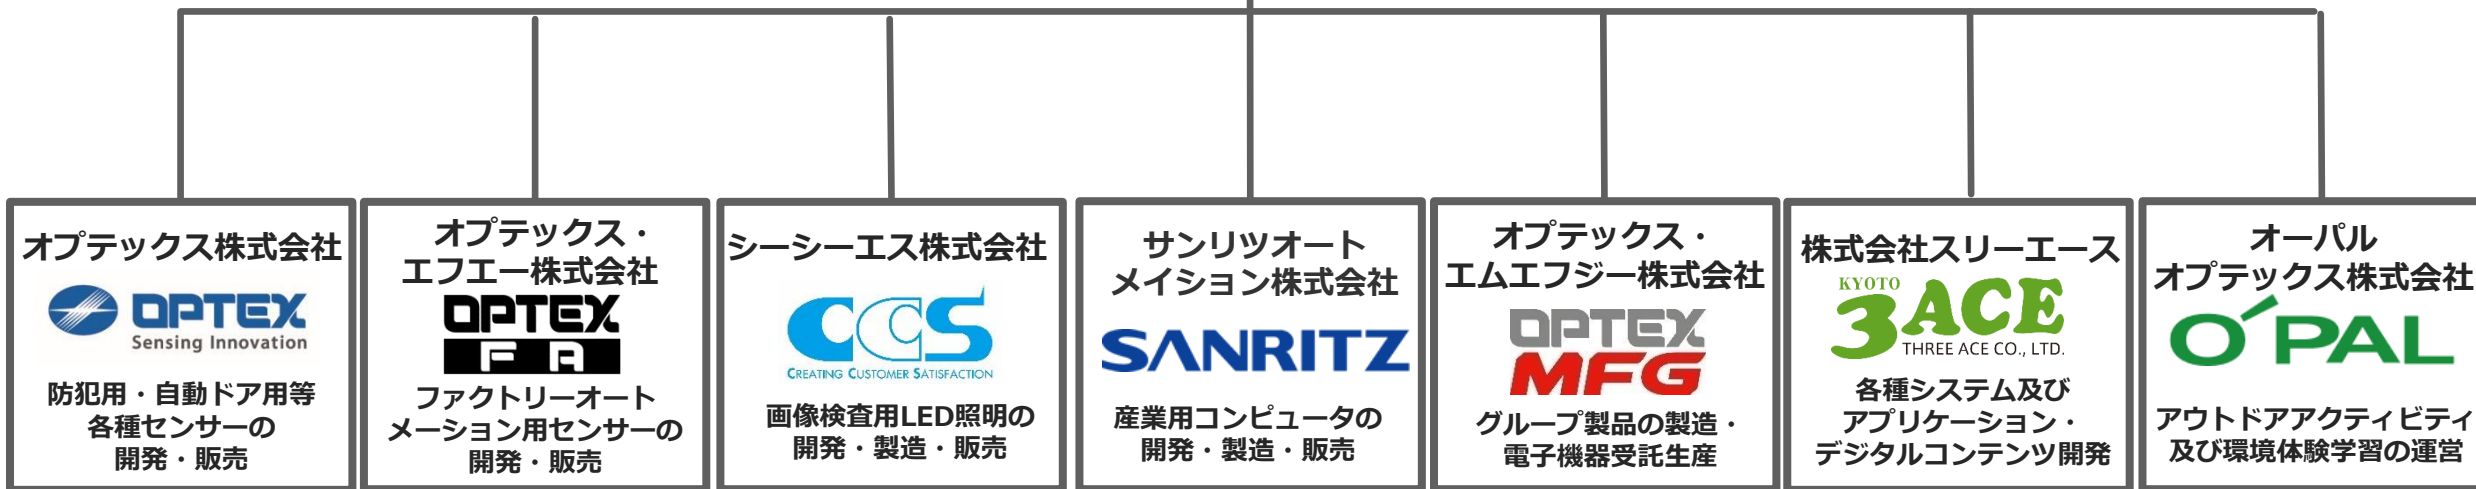 オプテックス株式会社
OPTEX
Sensing Innovation
防犯用・自動ドア用等
各種センサーの
開発・販売
オプテックス・
エフエー株式会社
OPTEX
FA
ファクトリーオート
メーション用センサーの
開発・販売
シーシーエス株式会社
CCS
CREATING CUSTOMER SATISFACTION
画像検査用LED照明の
開発・製造・販売
サンリツオート
メイション株式会社
SANRITZ
産業用コンピュータの
開発・製造・販売
オプテックス・
エムエフジー株式会社
OPTEX
MFG
グループ製品の製造・
電子機器受託生産
株式会社スリーエース
KYOTO
3ACE
THREE ACE CO., LTD.
各種システム及び
アプリケーション・
デジタルコンテンツ開発
オーパル
オプテックス株式会社
O'PAL
アウトドアアクティビティ
及び環境体験学習の運営